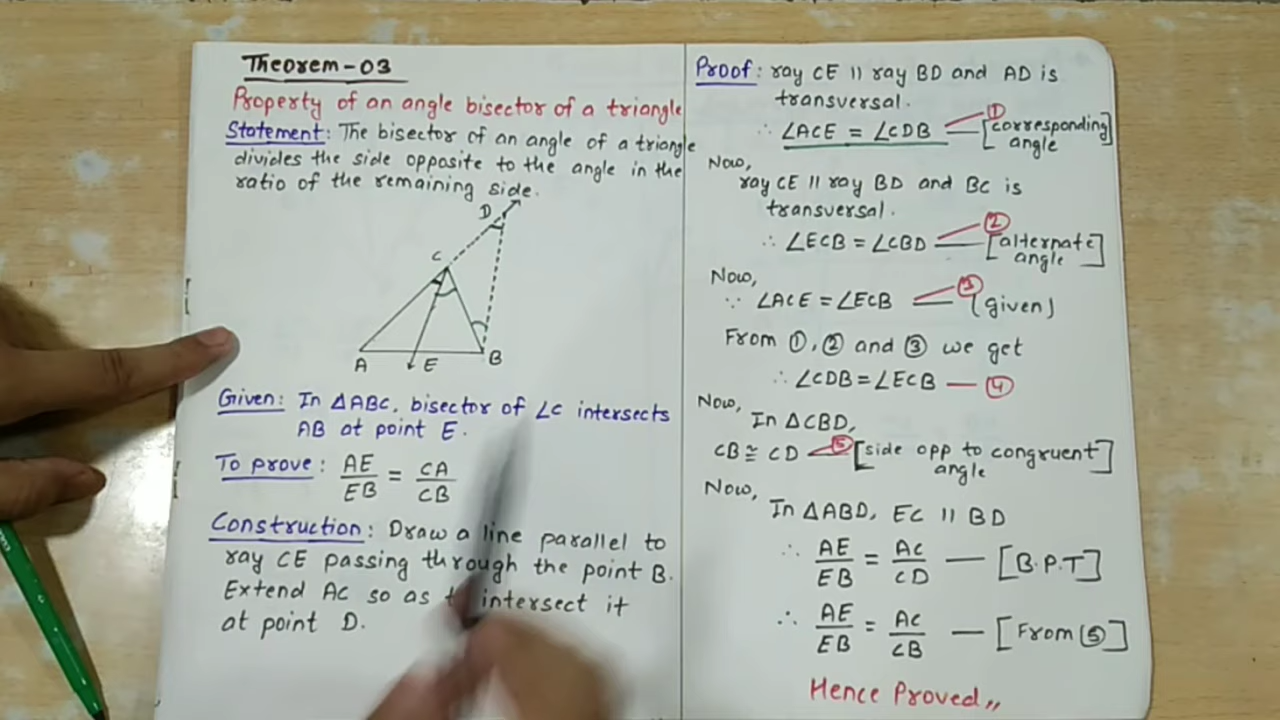 Theorem-03
Property of an angle bisector of a triangle
Statement: The bisector of an angle of a triangle
divides the side opposite to the angle in the
ratio of the remaining side.
D
C
A E B
Given: In △ABC, bisector of ∠C intersects
AB at point E.
To prove: AE/EB = CA/CB
Construction: Draw a line parallel to
ray CE passing through the point B.
Extend AC so as intersect it
at point D.
Proof: ray CE || ray BD and AD is
transversal.
∴ ∠ACE = ∠CDB — ① [corresponding
angle]
Now,
ray CE || ray BD and BC is
transversal.
∴ ∠ECB = ∠CBD — ② [alternate
angle]
Now,
∵ ∠ACE = ∠ECB — ③ (given)
From ①, ② and ③ we get
∴ ∠CDB = ∠ECB — ④
Now,
In △CBD,
CB ≅ CD — ⑤ [side opp to congruent
angle]
Now,
In △ABD, EC || BD
∴ AE/EB = AC/CD — [B.P.T]
∴ AE/EB = AC/CB — [From ⑤]
Hence Proved,,